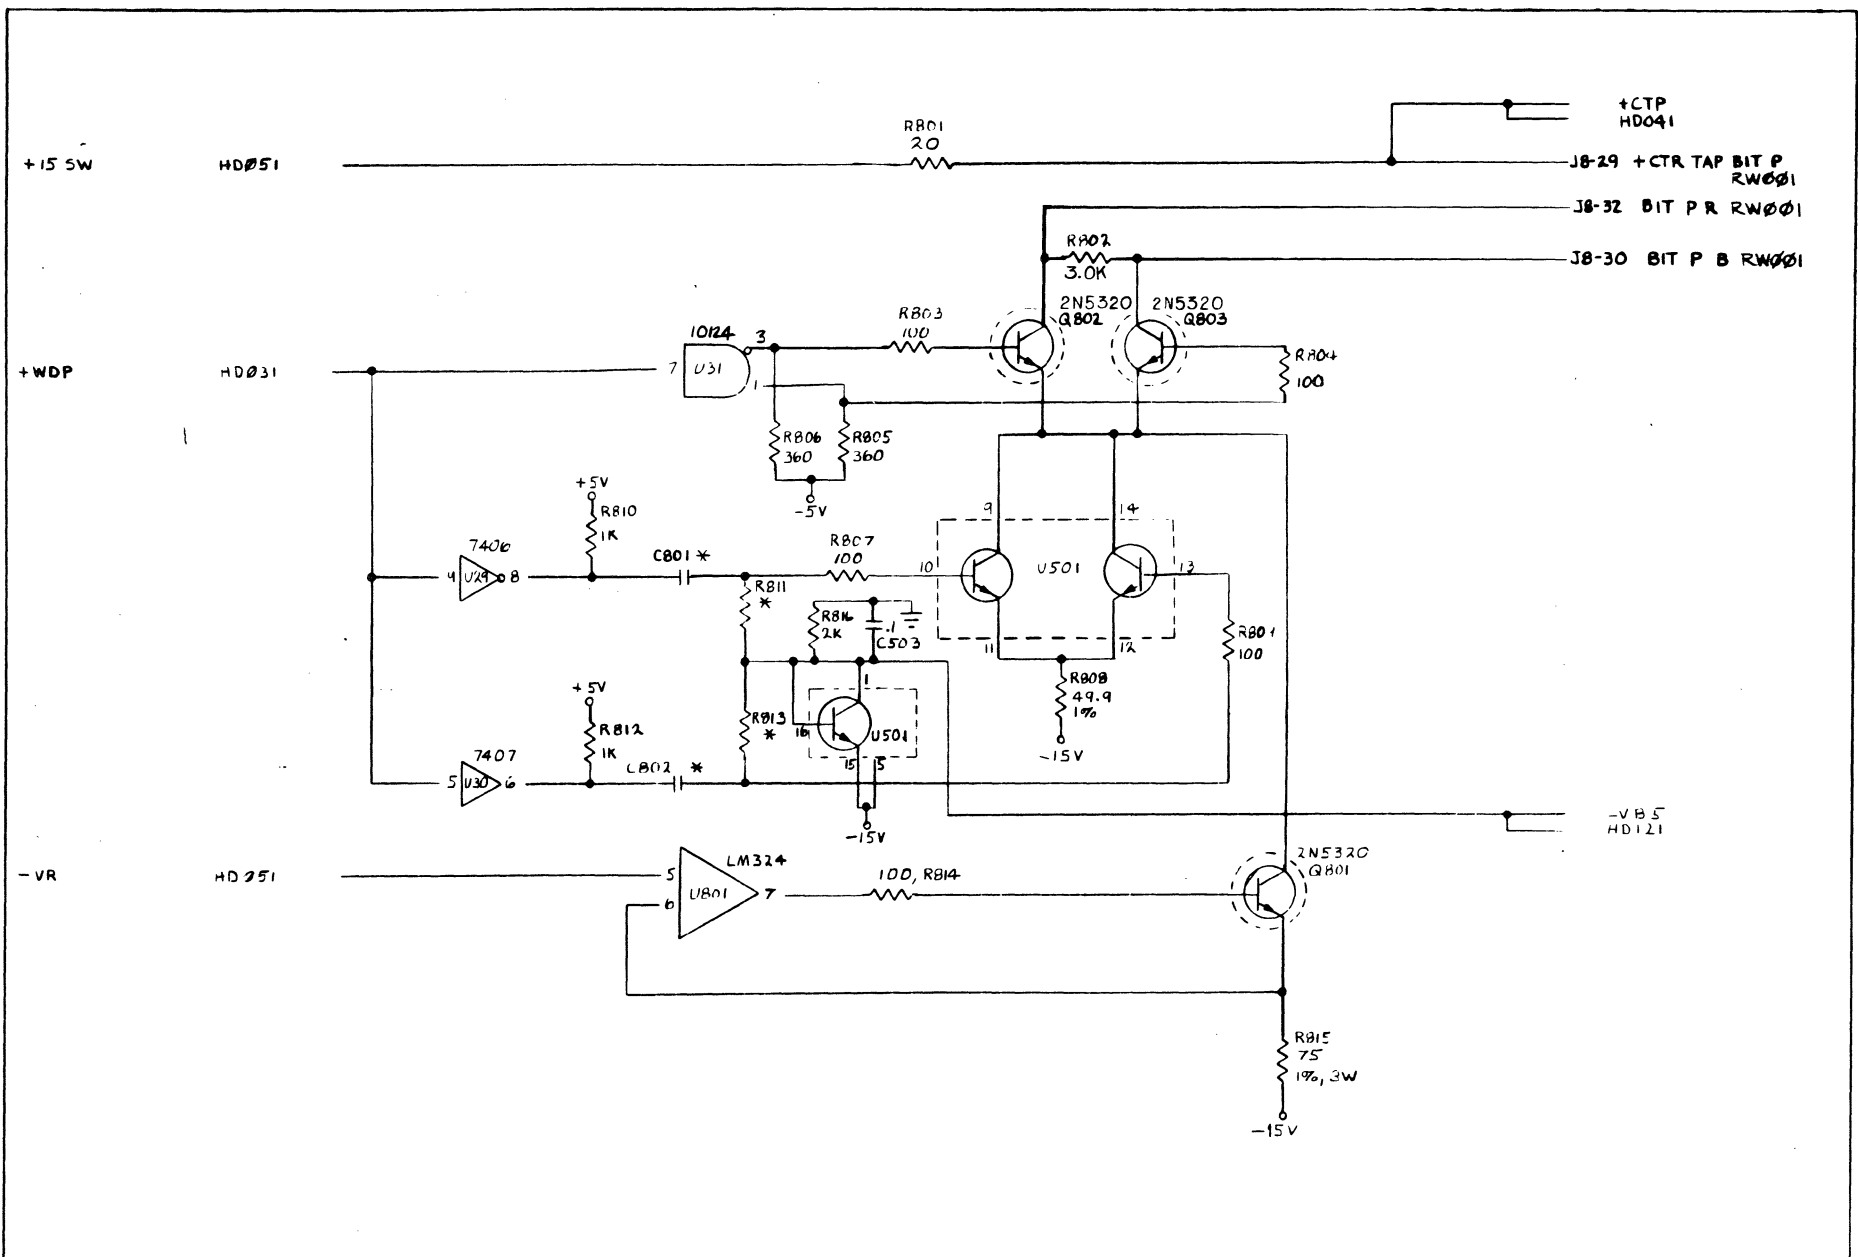 +CTP
HD041
R801
20
+15 SW HDØ51
J8-29 +CTR TAP BIT P
RWØØ1
J8-32 BIT P R RWØØ1
R802
3.0K
J8-30 BIT P B RWØØ1
2N5320
Q802
2N5320
Q803
R803
100
10124
3
7
U31
1
R804
100
+WDP HDØ31
R806
360
R805
360
-5V
+5V
R810
1K
9
14
7406
4
U29
8
C801 *
R807
100
10
U501
13
R811
*
R816
2K
.1
C503
11
12
R801
100
R808
49.9
1%
-15V
+5V
R812
1K
R813
*
1
16
U501
15
5
-15V
7407
5
U30
6
C802 *
-VB5
HD121
-VR
5
6
U801
LM324
7
100, R814
2N5320
Q801
R815
75
1%, 3W
-15V